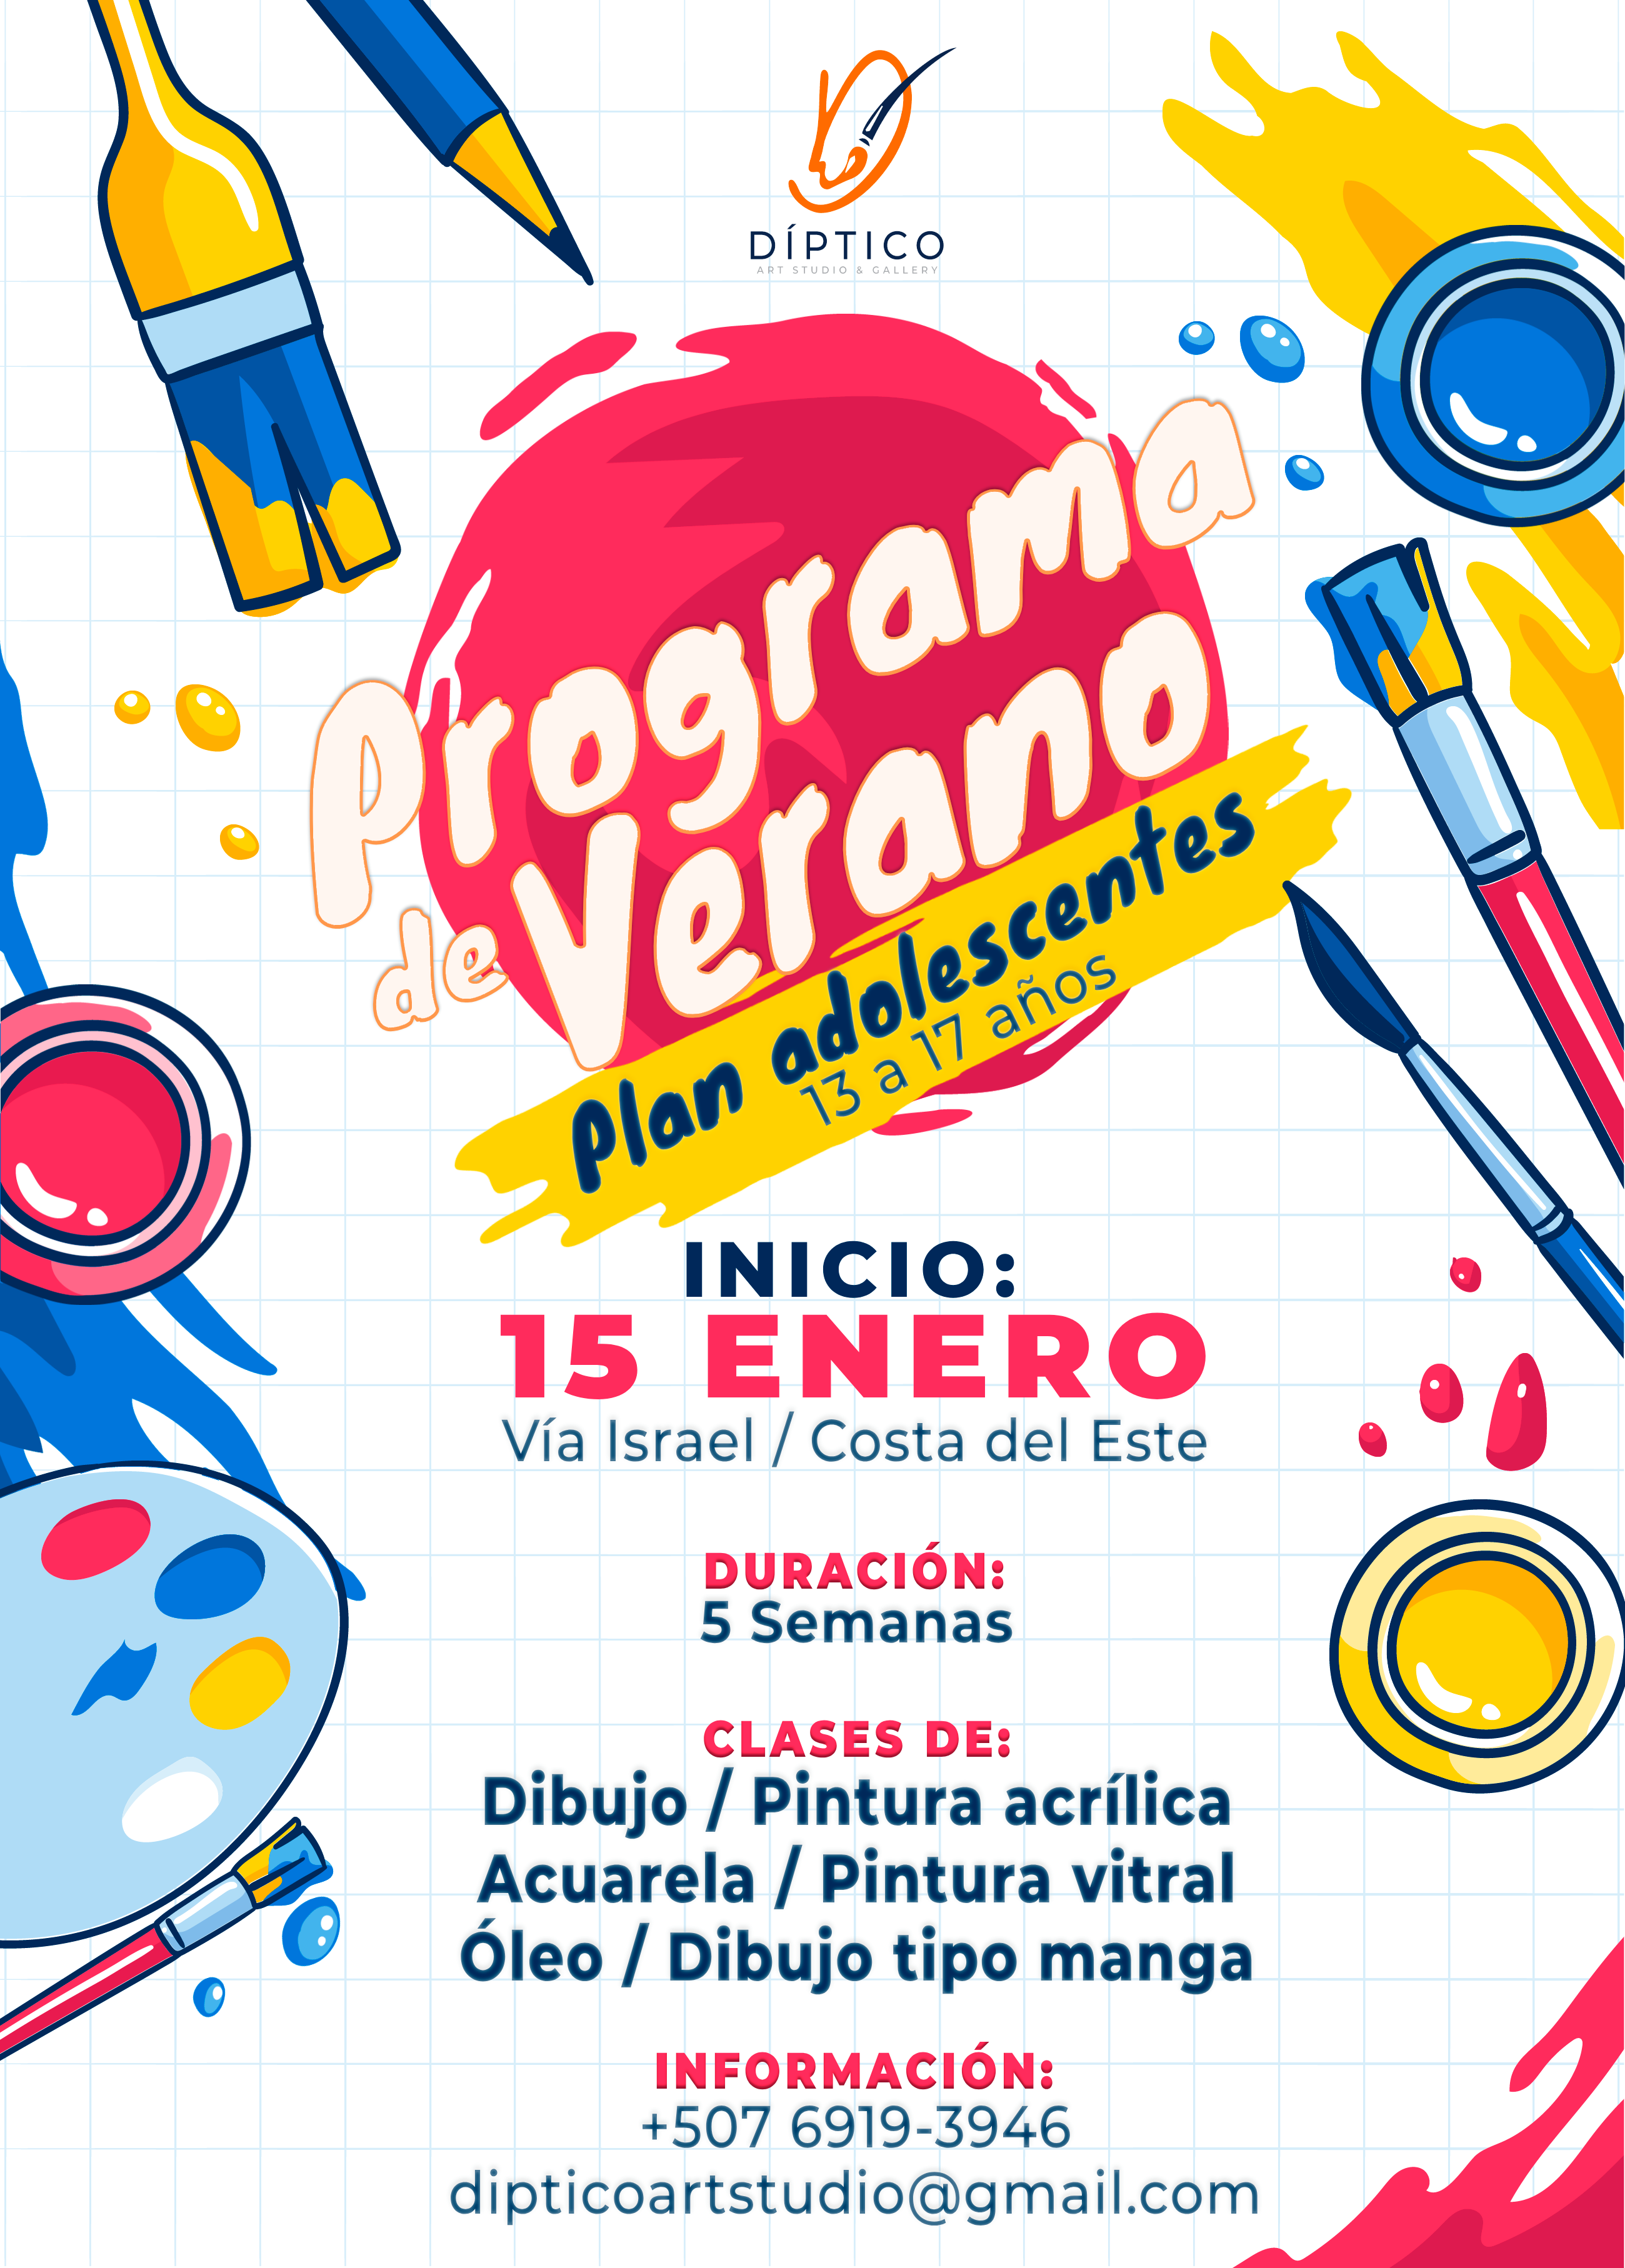 DÍPTICO
ART STUDIO & GALLERY
Programa
de Verano
Plan adolescentes
13 a 17 años
INICIO:
15 ENERO
Vía Israel / Costa del Este
DURACIÓN:
5 Semanas
CLASES DE:
Dibujo / Pintura acrílica
Acuarela / Pintura vitral
Óleo / Dibujo tipo manga
INFORMACIÓN:
+507 6919-3946
dipticoartstudio@gmail.com